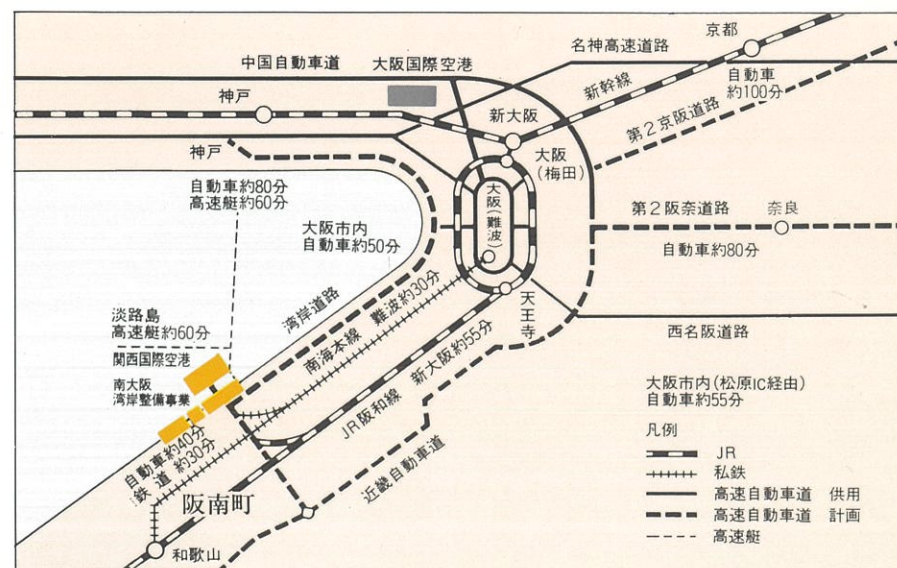 京都
名神高速道路
中国自動車道
大阪国際空港
新幹線
自動車
約100分
神戸
新大阪
第2京阪道路
神戸
大阪
(梅田)
自動車約80分
高速艇約60分
大阪(難波)
大阪市内
自動車約50分
第2阪奈道路
奈良
自動車約80分
湾岸道路
南海本線 難波約30分
淡路島
高速艇約60分
天王寺
西名阪道路
関西国際空港
JR阪和線 新大阪約55分
南大阪
湾岸整備事業
大阪市内(松原IC経由)
自動車約55分
自動車約40分
鉄道 約30分
近畿自動車道
阪南町
和歌山
凡例
JR
私鉄
高速自動車道 供用
高速自動車道 計画
高速艇